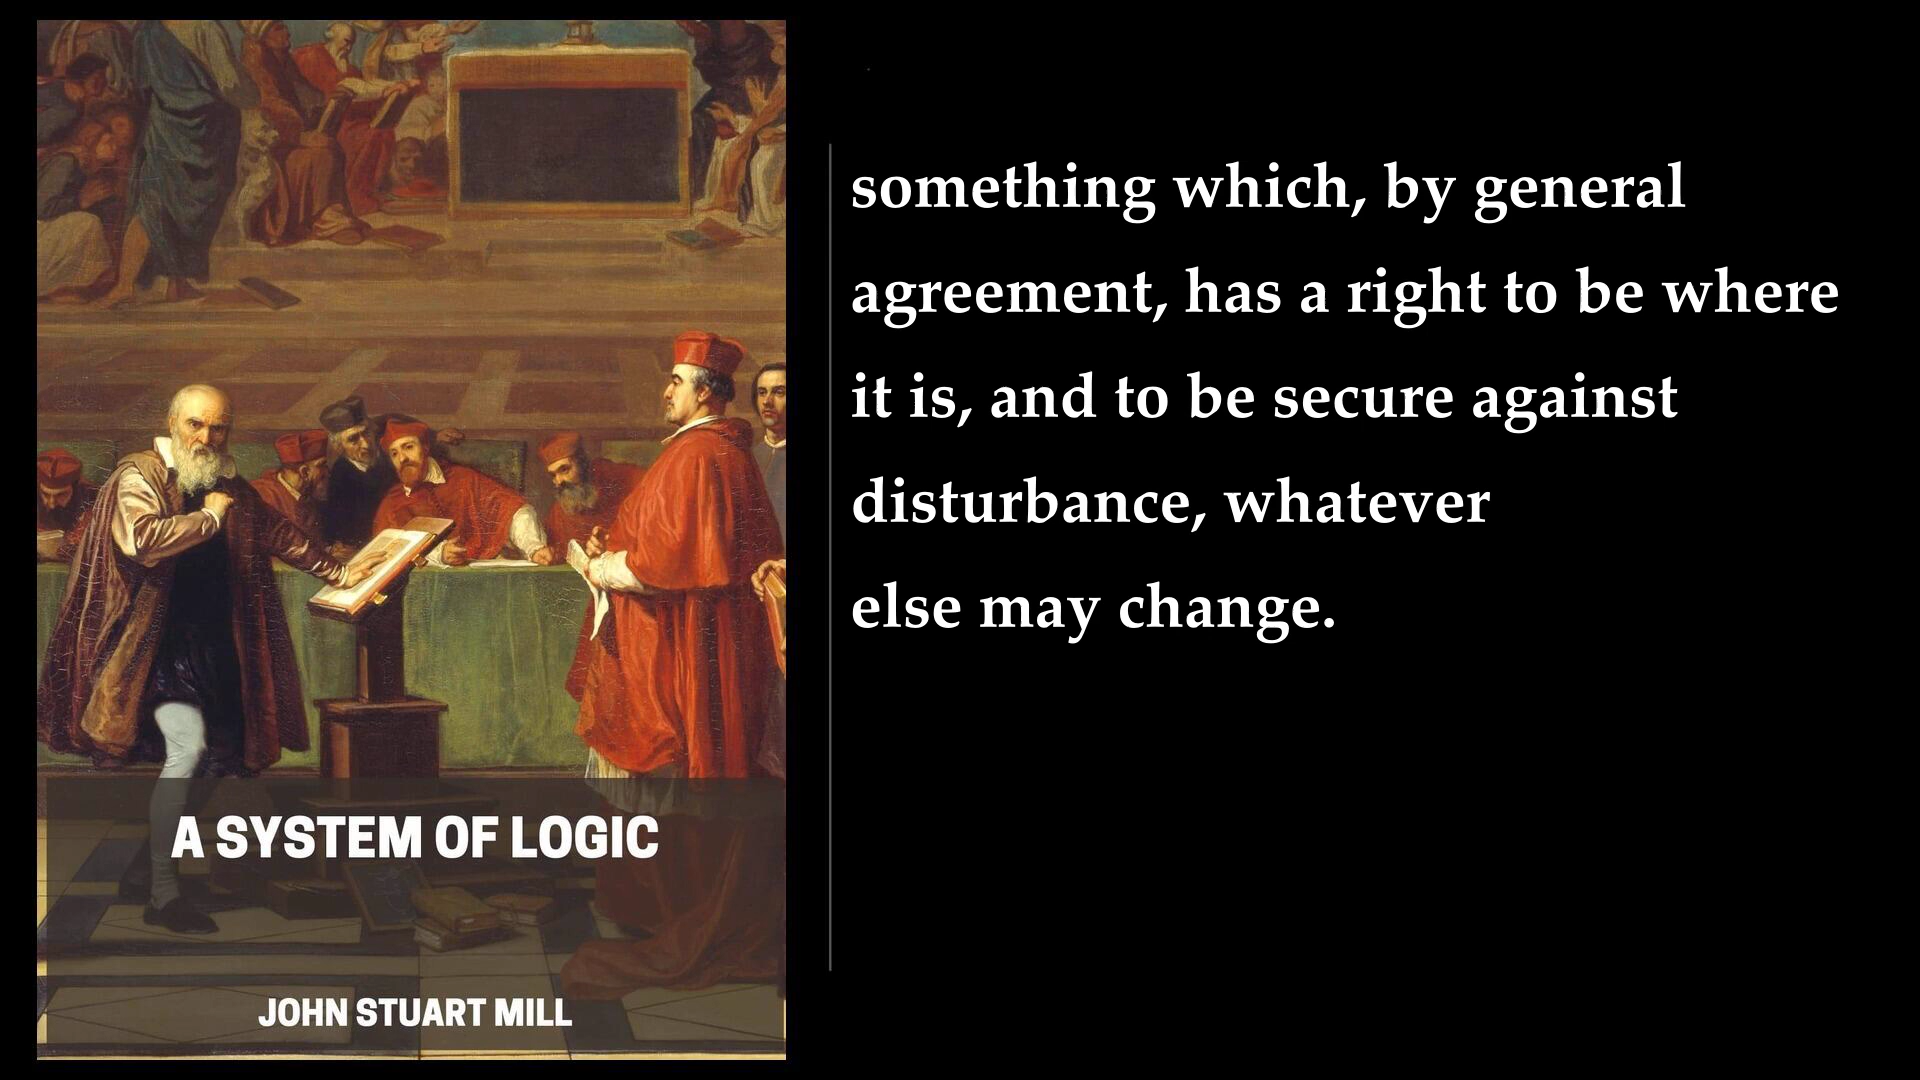 A SYSTEM OF LOGIC
JOHN STUART MILL
something which, by general
agreement, has a right to be where
it is, and to be secure against
disturbance, whatever
else may change.